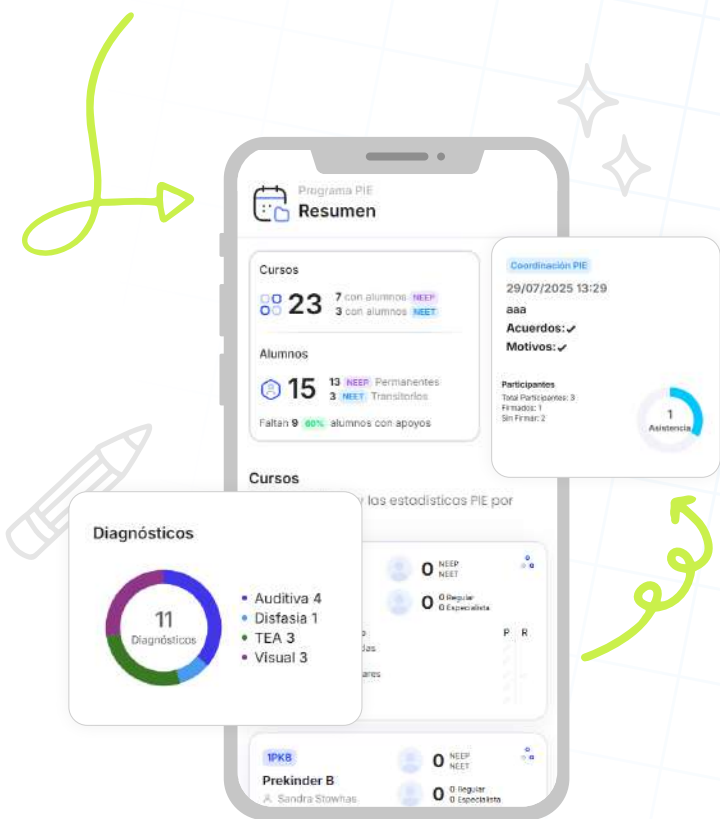 Programa PIE
Resumen
Cursos
23
7 con alumnos NEEP
3 con alumnos NEET
Alumnos
15
13 NEEP Permanentes
3 NEET Transitorios
Faltan 9 60% alumnos con apoyos
Coordinación PIE
29/07/2025 13:29
aaa
Acuerdos:✓
Motivos:✓
Participantes
Total Participantes: 3
Firmados: 1
Sin Firmar: 2
1
Asistencia
Cursos
y las estadísticas PIE por
Diagnósticos
11
Diagnósticos
• Auditiva 4
• Disfasia 1
• TEA 3
• Visual 3
0 NEEP
NEET
0 0 Regular
0 Especialista
P R
das
ares
1PKB
Prekinder B
Sandra Stowhas
0 NEEP
NEET
0 0 Regular
0 Especialista